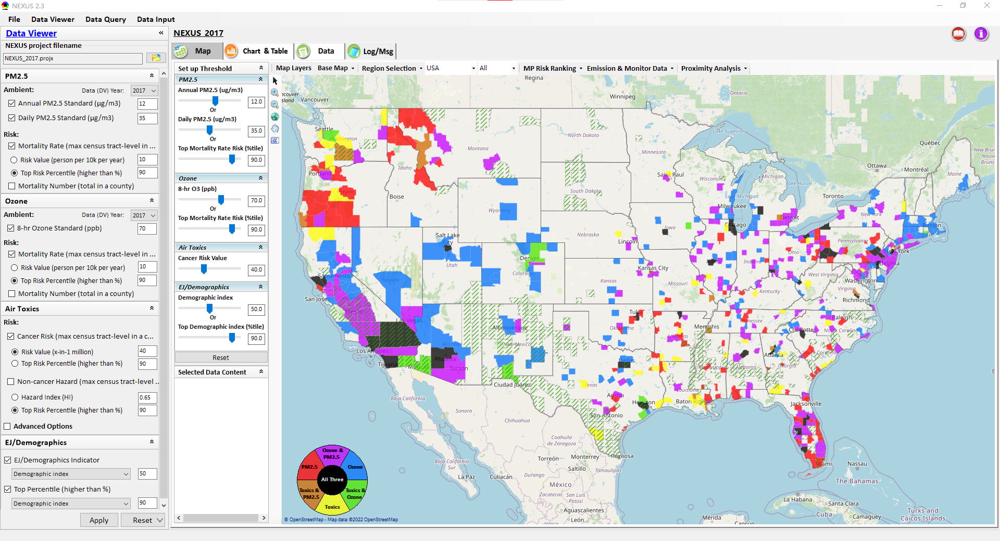 NEXUS 2.3
File Data Viewer Data Query Data Input
Data Viewer
«
NEXUS project filename
NEXUS_2017.projx
PM2.5
Ambient: Data (DV) Year: 2017
Annual PM2.5 Standard (µg/m3) 12
Daily PM2.5 Standard (µg/m3) 35
Risk:
Mortality Rate (max census tract-level in ...
Risk Value (person per 10k per year) 10
Top Risk Percentile (higher than %) 90
Mortality Number (total in a county)
Ozone
Ambient: Data (DV) Year: 2017
8-hr Ozone Standard (ppb) 70
Risk:
Mortality Rate (max census tract-level in ...
Risk Value (person per 10k per year) 10
Top Risk Percentile (higher than %) 90
Mortality Number (total in a county)
Air Toxics
Risk:
Cancer Risk (max census tract-level in a c...
Risk Value (x-in-1 million) 40
Top Risk Percentile (higher than %) 90
Non-cancer Hazard (max census tract-level ..
Hazard Index (HI) 0.65
Top Risk Percentile (higher than %) 90
Advanced Options
EJ/Demographics
EJ/Demographics Indicator
Demographic index 50
Top Percentile (higher than %)
Demographic index 90
Apply Reset
NEXUS_2017
Map Chart & Table Data Log/Msg
Set up Threshold
PM2.5
Annual PM2.5 (ug/m3)
12.0
Or
Daily PM2.5 (ug/m3)
35.0
Or
Top Mortality Rate Risk (%tile)
90.0
Ozone
8-hr O3 (ppb)
70.0
Or
Top Mortality Rate Risk (%tile)
90.0
Air Toxics
Cancer Risk Value
40.0
EJ/Demographics
Demographic index
50.0
Or
Top Demographic index (%tile)
90.0
Reset
Selected Data Content
Map Layers Base Map Region Selection USA All MP Risk Ranking Emission & Monitor Data Proximity Analysis
Regina
Ontario
ncouver
Island
Vancouver
Winnipeg
Seattle
Washington
Lake Superior
North Dakota
Québec
Montana
Minnesota
New Brun
Nouve
Bruns
Idaho
Ottawa
Montréal
Maine
Portland
Saint Paul
Wisconsin
Michigan
Lake Huron
Oregon
Boise
South Dakota
Lake Michigan
Toronto
Wyoming
Milwaukee
New York
Detroit
Boston
Chicago
Iowa
Salt Lake
City
Nebraska
Lincoln
Pennsylvania
Ohio
New York
Denver
Utah
Indiana
Philadelphia
Colorado
Kansas City
Sacramento
Nevada
Kansas
Missouri
West Virginia
Washington
Kentucky
Virginia
San Jose
Richmond
California
Fresno
Las Vegas
Tulsa
Raleigh
Albuquerque
Oklahoma
Memphis
Tennessee
Charlotte
North Carolina
Arizona
New Mexico
Arkansas
Los Angeles
Phoenix
Atlanta
South Carolina
Tijuana
Mexicali
Tucson
Dallas
Mississippi
Alabama
Georgia
Ciudad Juárez
Texas
Louisiana
Baja California
Austin
Houston
Baton Rouge
Jacksonville
Sonora
San Antonio
Chihuahua
Florida
Coahuila
de Zaragoza
Reynosa
Miami
Baja California
Sur
Torreón
Monterrey
Saltillo
Nassau
La Paz
Culiacán
Durango
Tamaulipas
The Bahamas
México
Zacatecas
San Luis
Potosí
La Habana
Santa Clara
Aguascalientes
Cuba
Camagüey
Turks and
Caicos Islands
León
Jalisco
Mérida
Cancún
Ozone &
PM2.5
PM2.5
Ozone
All Three
Toxics &
PM2.5
Toxics &
Ozone
Toxics
© OpenStreetMap - Map data ©2022 OpenStreetMap